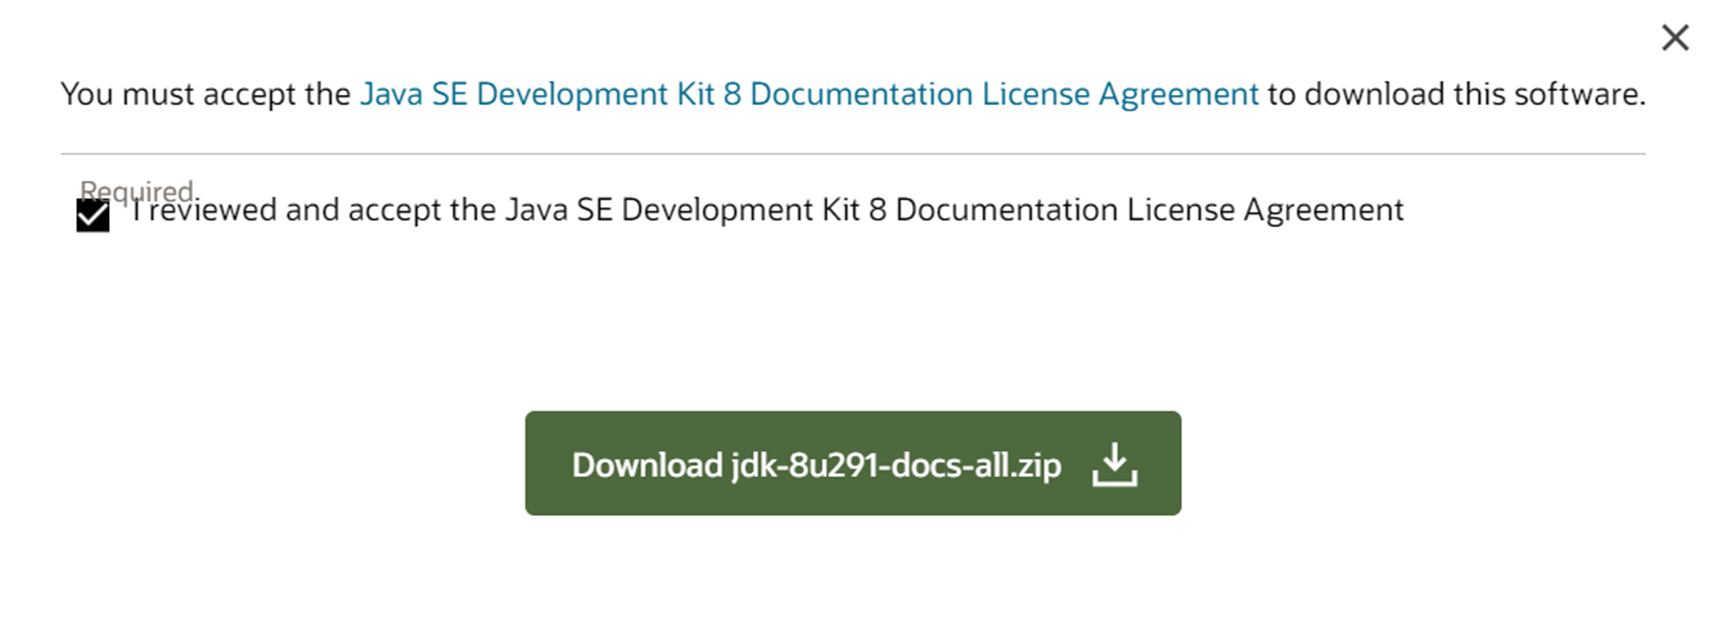 You must accept the Java SE Development Kit 8 Documentation License Agreement to download this software.
Required.
I reviewed and accept the Java SE Development Kit 8 Documentation License Agreement
Download jdk-8u291-docs-all.zip